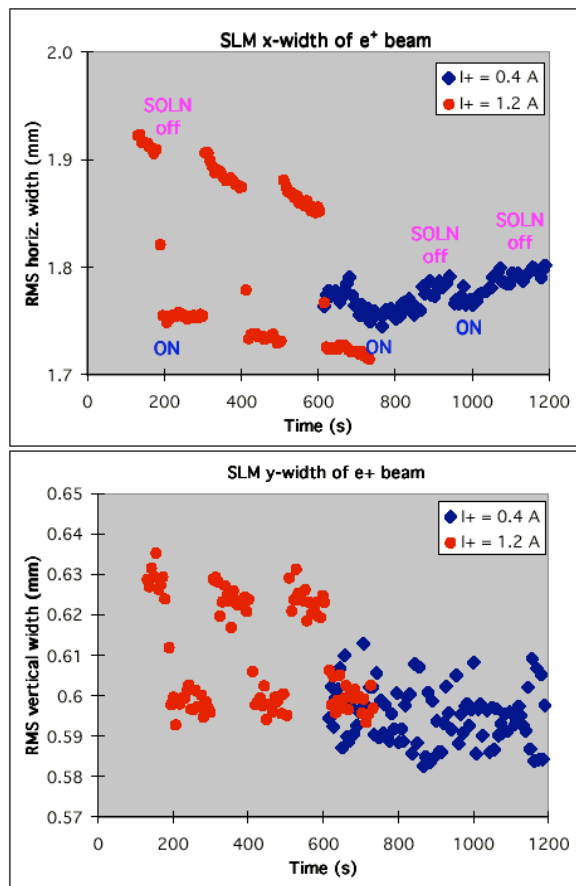 SLM x-width of e+ beam
2.0
1.9
1.8
1.7
RMS horiz. width (mm)
I+ = 0.4 A
I+ = 1.2 A
SOLN
off
SOLN
off
SOLN
off
ON
ON
ON
0
200
400
600
800
1000
1200
Time (s)
SLM y-width of e+ beam
0.65
0.64
0.63
0.62
0.61
0.6
0.59
0.58
0.57
RMS vertical width (mm)
I+ = 0.4 A
I+ = 1.2 A
0
200
400
600
800
1000
1200
Time (s)